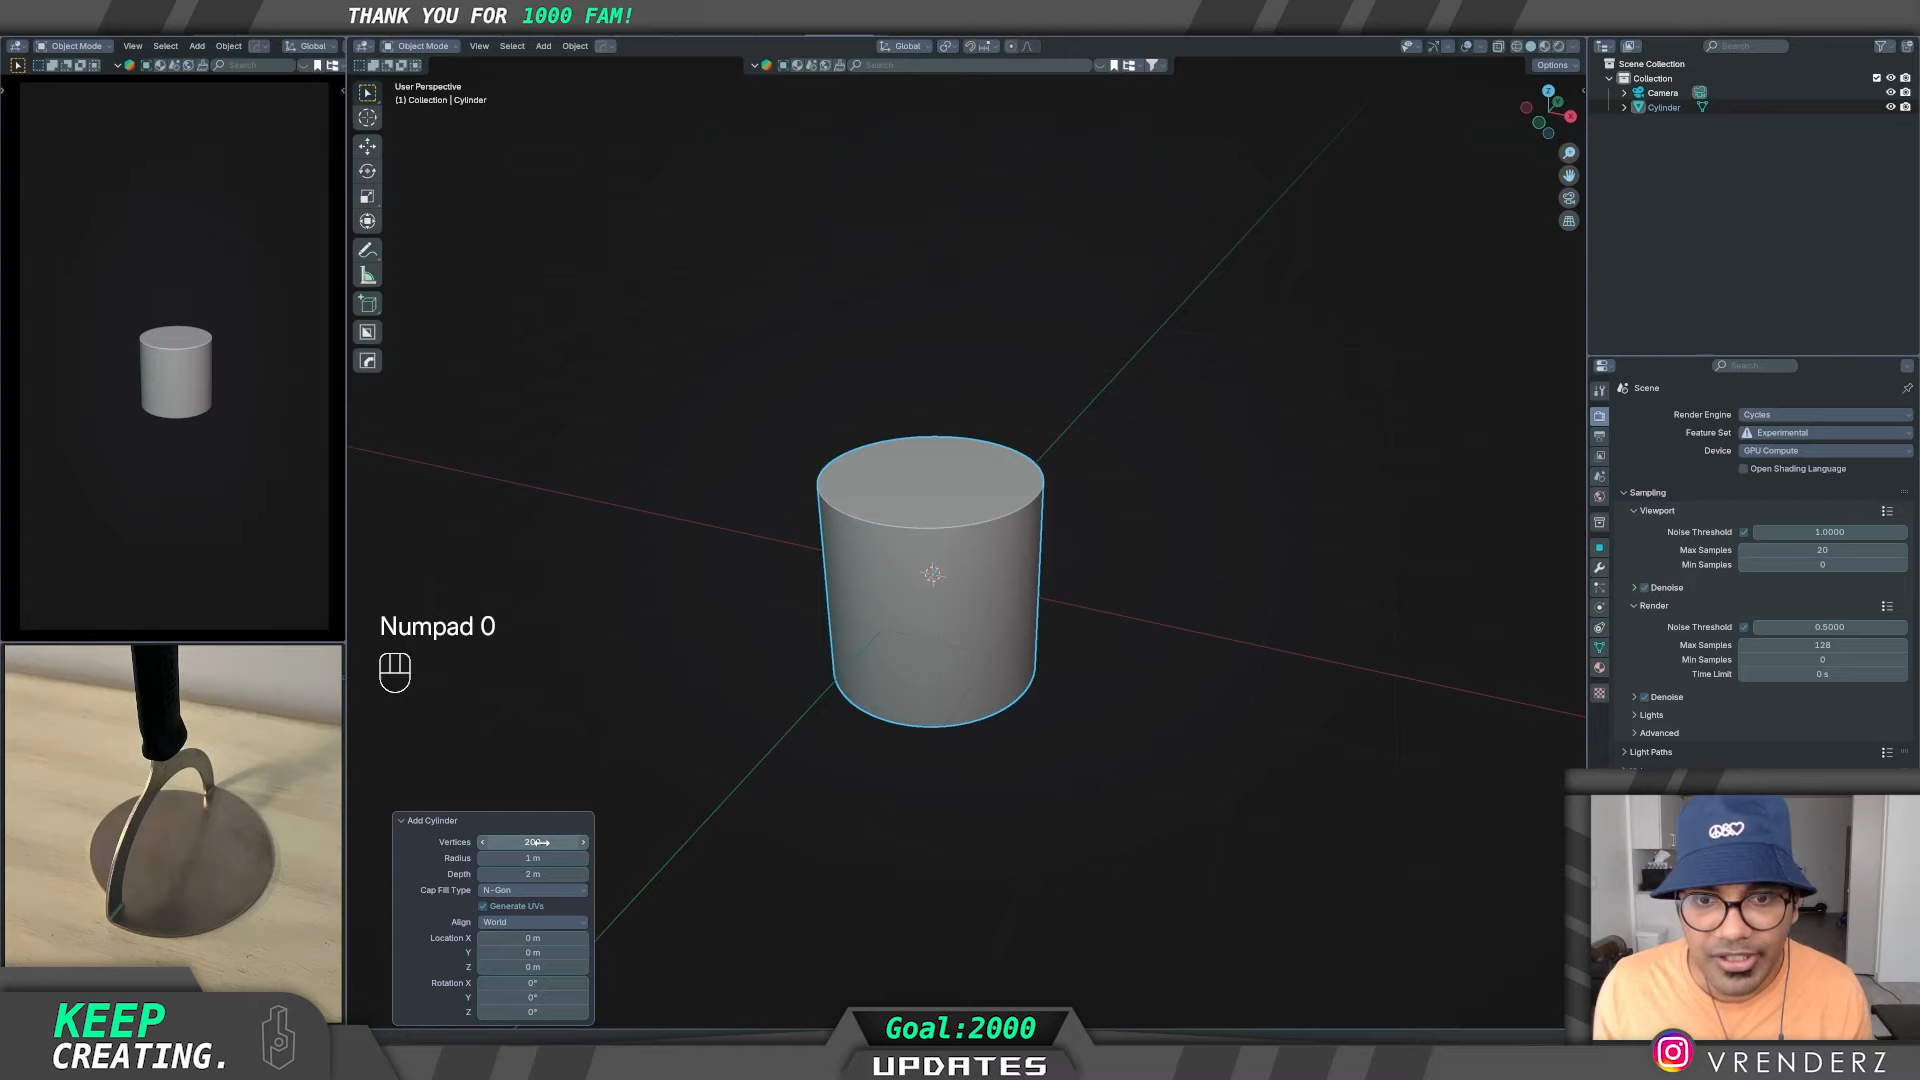 THANK YOU FOR 1000 FAM!
Object Mode View Select Add Object Global
Object Mode View Select Add Object Global
Search
Search
Search
Options
User Perspective
(1) Collection | Cylinder
Z
X
Scene Collection
Collection
Camera
Cylinder
Search
Scene
Render Engine Cycles
Feature Set Experimental
Device GPU Compute
Open Shading Language
Sampling
Viewport
Noise Threshold 1.0000
Max Samples 20
Min Samples 0
Denoise
Render
Noise Threshold 0.5000
Max Samples 128
Min Samples 0
Time Limit 0 s
Denoise
Lights
Advanced
Light Paths
Numpad 0
Add Cylinder
Vertices
Radius 1 m
Depth 2 m
Cap Fill Type N-Gon
Generate UVs
Align World
Location X 0 m
Y 0 m
Z 0 m
Rotation X 0°
Y 0°
Z 0°
KEEP
CREATING.
Goal:2000
UPDATES
VRENDERZ